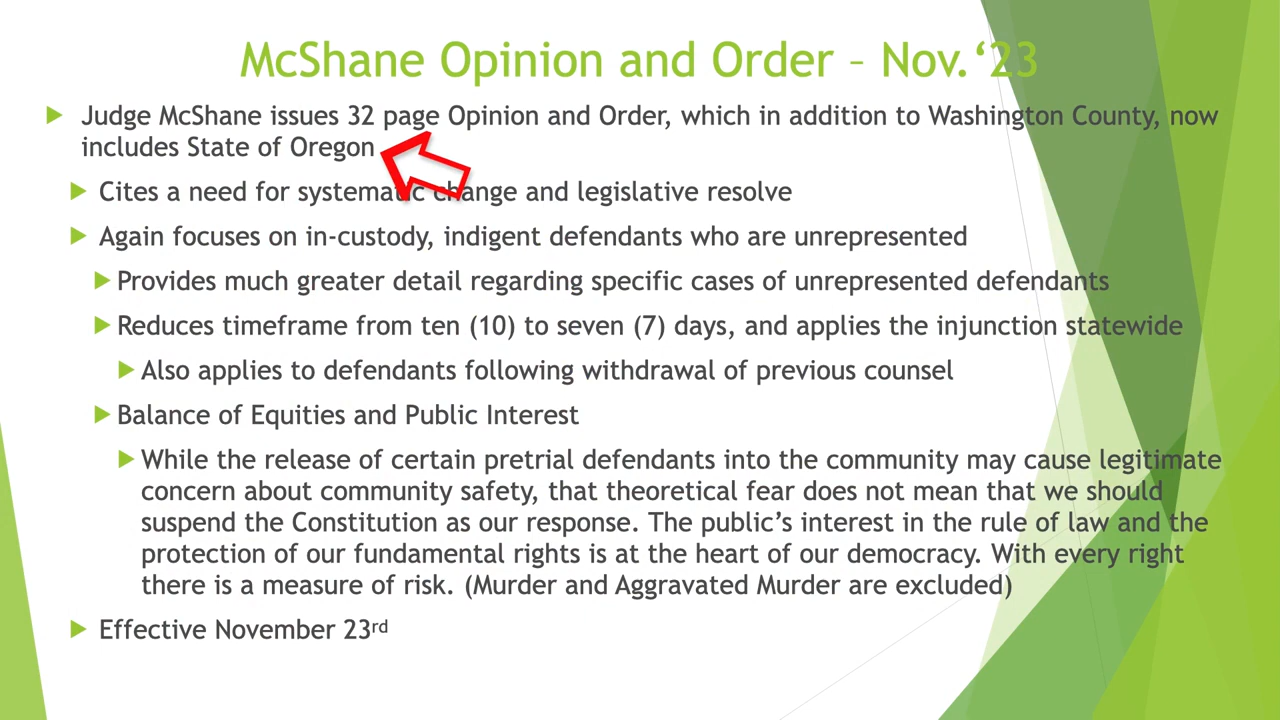 McShane Opinion and Order – Nov.‘23
Judge McShane issues 32 page Opinion and Order, which in addition to Washington County, now
includes State of Oregon
Cites a need for systematic change and legislative resolve
Again focuses on in-custody, indigent defendants who are unrepresented
Provides much greater detail regarding specific cases of unrepresented defendants
Reduces timeframe from ten (10) to seven (7) days, and applies the injunction statewide
Also applies to defendants following withdrawal of previous counsel
Balance of Equities and Public Interest
While the release of certain pretrial defendants into the community may cause legitimate
concern about community safety, that theoretical fear does not mean that we should
suspend the Constitution as our response. The public’s interest in the rule of law and the
protection of our fundamental rights is at the heart of our democracy. With every right
there is a measure of risk. (Murder and Aggravated Murder are excluded)
Effective November 23rd